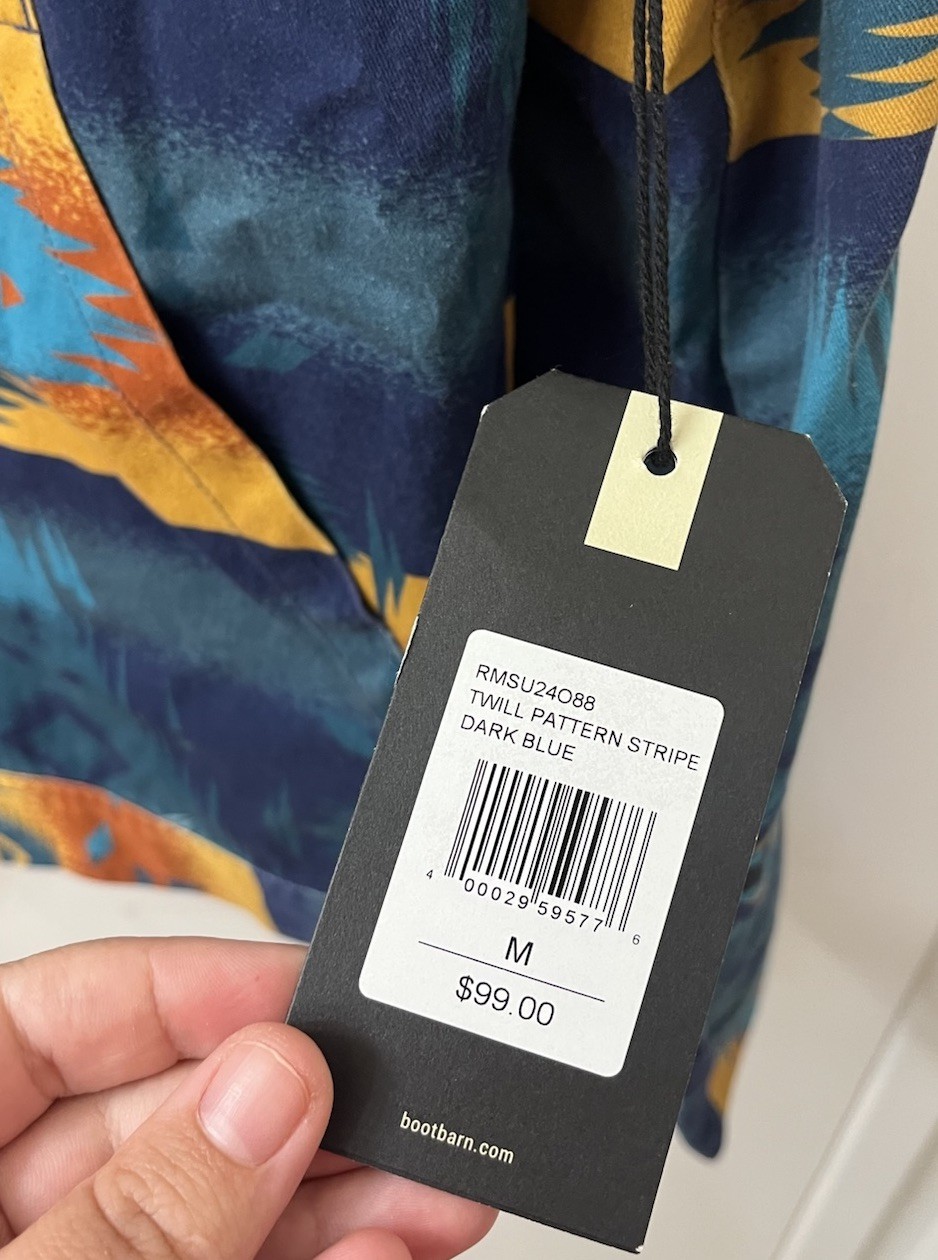 RMSU24O88
TWILL PATTERN STRIPE
DARK BLUE
4 00029 59577 6
M
$99.00
bootbarn.com